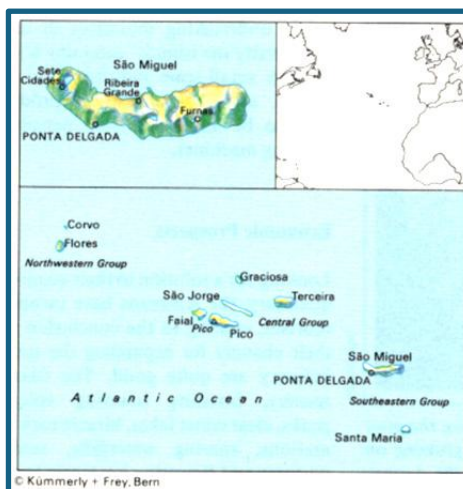 São Miguel
Sete
Cidades
Ribeira
Grande
Furnas
PONTA DELGADA
Corvo
Flores
Northwestern Group
Graciosa
São Jorge
Terceira
Faial
Pico
Pico
Central Group
São Miguel
PONTA DELGADA
Southeastern Group
Atlantic Ocean
Santa Maria
© Kümmerly + Frey, Bern